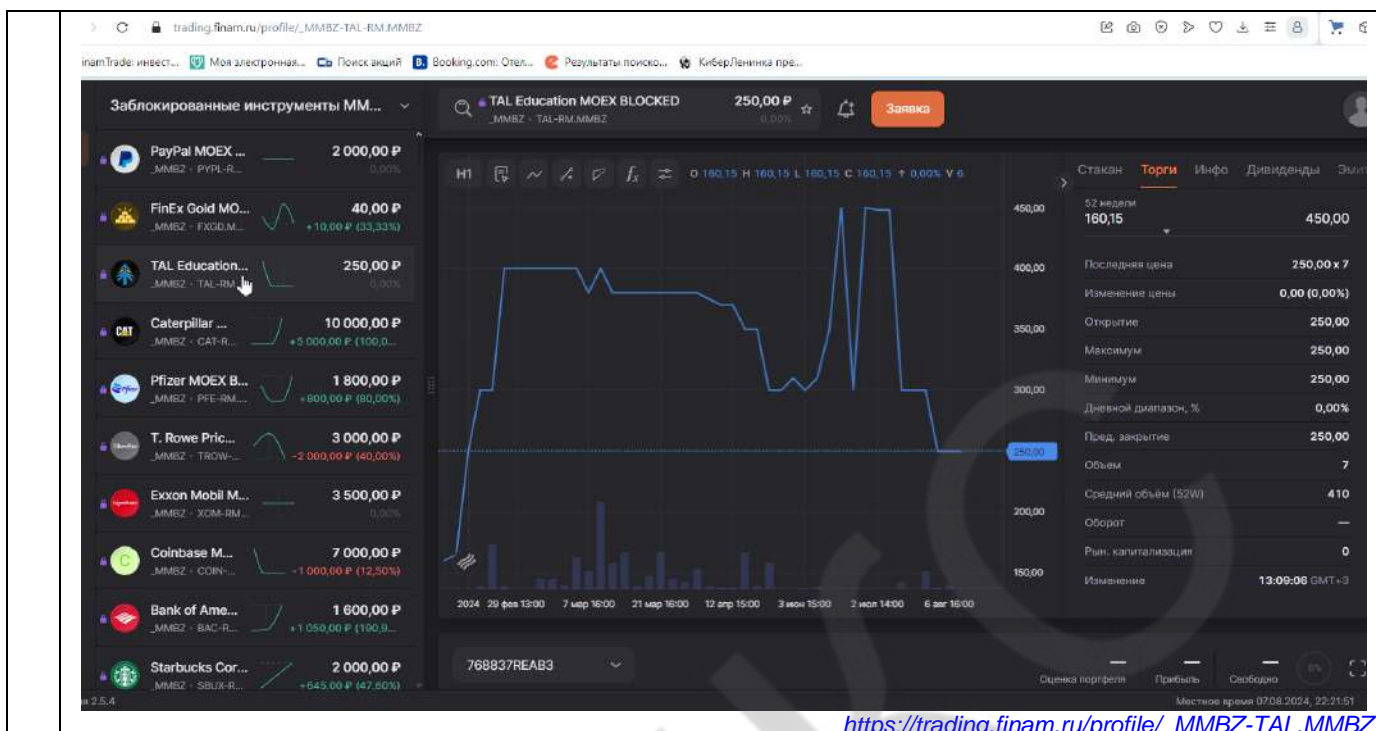 trading.finam.ru/profile/_MMBZ-TAL-RM.MMBZ
inamTrade: инвест... Моя электронная... Поиск акций Booking.com: Отел... Результаты поиско... КиберЛенинка пре...
Заблокированные инструменты ММ...
TAL Education MOEX BLOCKED 250,00 ₽
_MMBZ · TAL-RM.MMBZ 0,00%
Заявка
PayPal MOEX ... 2 000,00 ₽
_MMBZ · PYPL-R... 0,00%
FinEx Gold MO... 40,00 ₽
_MMBZ · FXGD.M... +10,00 ₽ (33,33%)
TAL Education... 250,00 ₽
_MMBZ · TAL-RM 0,00%
CAT
Caterpillar ... 10 000,00 ₽
_MMBZ · CAT-R... +5 000,00 ₽ (100,0...
Pfizer MOEX B... 1 800,00 ₽
_MMBZ · PFE-RM.... +800,00 ₽ (80,00%)
T. Rowe Pric... 3 000,00 ₽
_MMBZ · TROW-... -2 000,00 ₽ (40,00%)
Exxon Mobil M... 3 500,00 ₽
_MMBZ · XOM-RM... 0,00%
C
Coinbase M... 7 000,00 ₽
_MMBZ · COIN-... -1 000,00 ₽ (12,50%)
Bank of Ame... 1 600,00 ₽
_MMBZ · BAC-R... +1 050,00 ₽ (190,9...
Starbucks Cor... 2 000,00 ₽
_MMBZ · SBUX-R... +645,00 ₽ (47,60%)
H1 fx O 160,15 H 160,15 L 160,15 C 160,15 + 0,00% V 6
450,00
400,00
350,00
300,00
250,00
200,00
150,00
2024 29 фев 13:00 7 мар 16:00 21 мар 16:00 12 апр 15:00 3 июн 15:00 2 июл 14:00 6 авг 16:00
Стакан Торги Инфо Дивиденды Эми
52 недели
160,15 450,00
Последняя цена 250,00 x 7
Изменение цены 0,00 (0,00%)
Открытие 250,00
Максимум 250,00
Минимум 250,00
Дневной диапазон, % 0,00%
Пред. закрытие 250,00
Объем 7
Средний объём (52W) 410
Оборот —
Рын. капитализация 0
Изменение 13:09:06 GMT+3
768837REAB3
— — — 0%
Оценка портфеля Прибыль Свободно
я 2.5.4 Местное время 07.08.2024, 22:21:51
https://trading.finam.ru/profile/_MMBZ-TAL.MMBZ